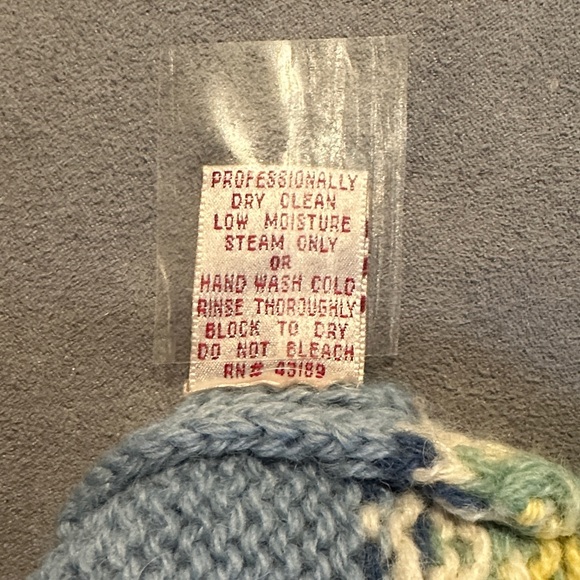 PROFESSIONALLY
DRY CLEAN
LOW MOISTURE
STEAM ONLY
OR
HAND WASH COLD
RINSE THOROUGHLY
BLOCK TO DRY
DO NOT BLEACH
RN# 43189